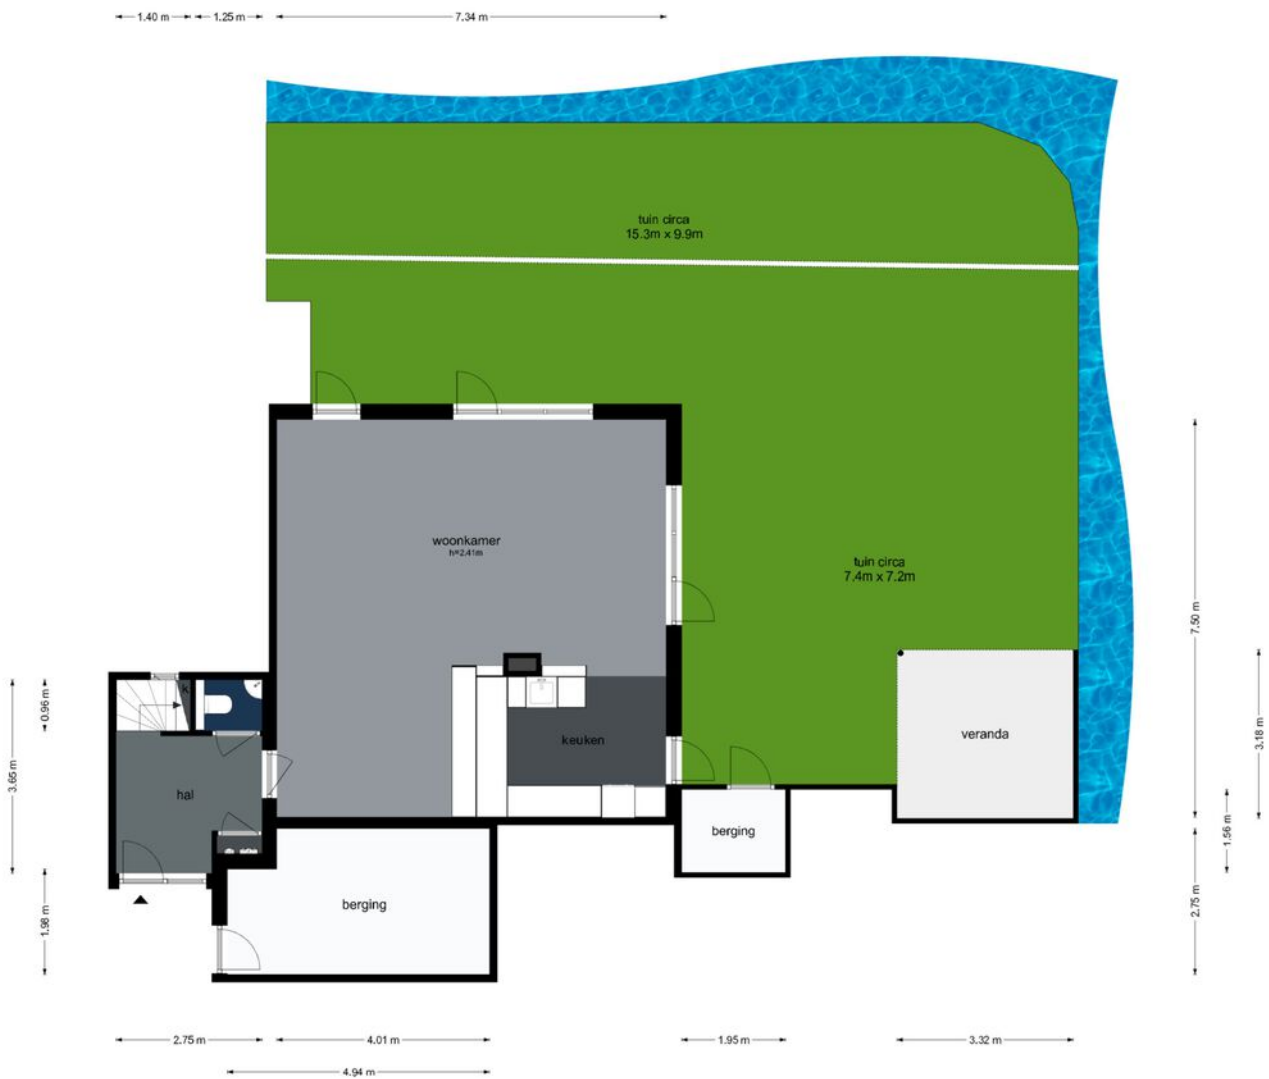 1.40 m
1.25 m
7.34 m
tuin circa
15.3m x 9.9m
woonkamer
h=2.41m
tuin circa
7.4m x 7.2m
7.50 m
k
0.96 m
3.65 m
keuken
veranda
3.18 m
hal
berging
1.56 m
berging
1.98 m
2.75 m
2.75 m
4.01 m
1.95 m
3.32 m
4.94 m